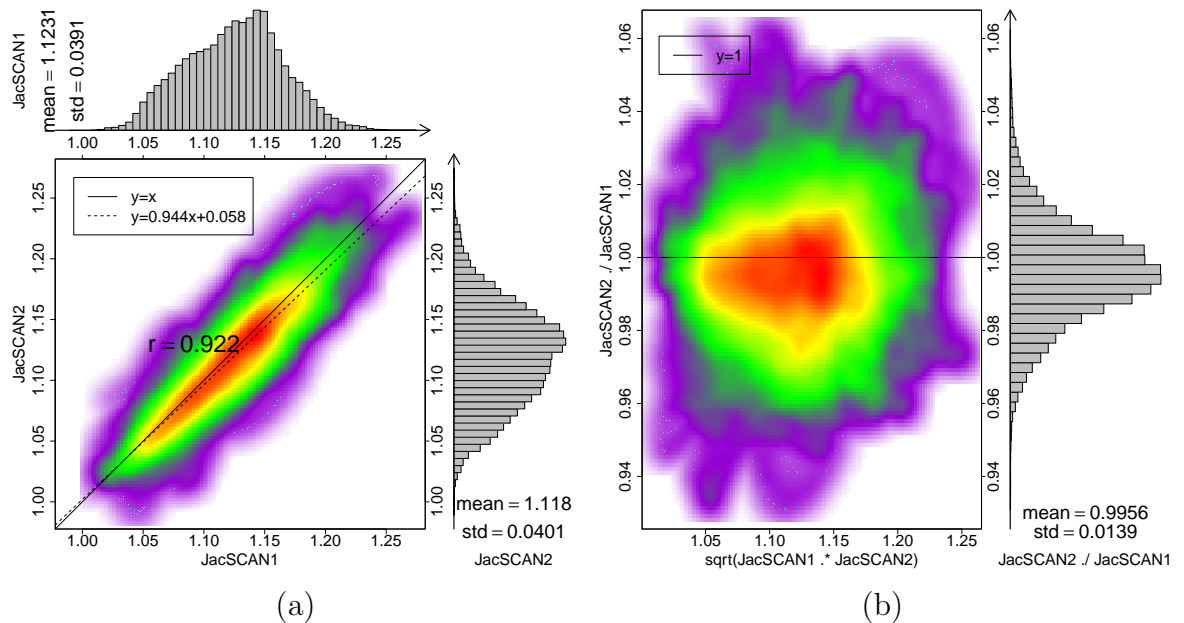 JacSCAN1
mean = 1.1231
std = 0.0391
1.00 1.05 1.10 1.15 1.20 1.25
y=x
y=0.944x+0.058
r = 0.922
JacSCAN2
1.00 1.05 1.10 1.15 1.20 1.25
1.00 1.05 1.10 1.15 1.20 1.25
1.00 1.05 1.10 1.15 1.20 1.25
JacSCAN1
mean = 1.118
std = 0.0401
JacSCAN2
(a)
y=1
JacSCAN2 ./ JacSCAN1
0.94 0.96 0.98 1.00 1.02 1.04 1.06
0.94 0.96 0.98 1.00 1.02 1.04 1.06
1.05 1.10 1.15 1.20 1.25
sqrt(JacSCAN1 .* JacSCAN2)
mean = 0.9956
std = 0.0139
JacSCAN2 ./ JacSCAN1
(b)